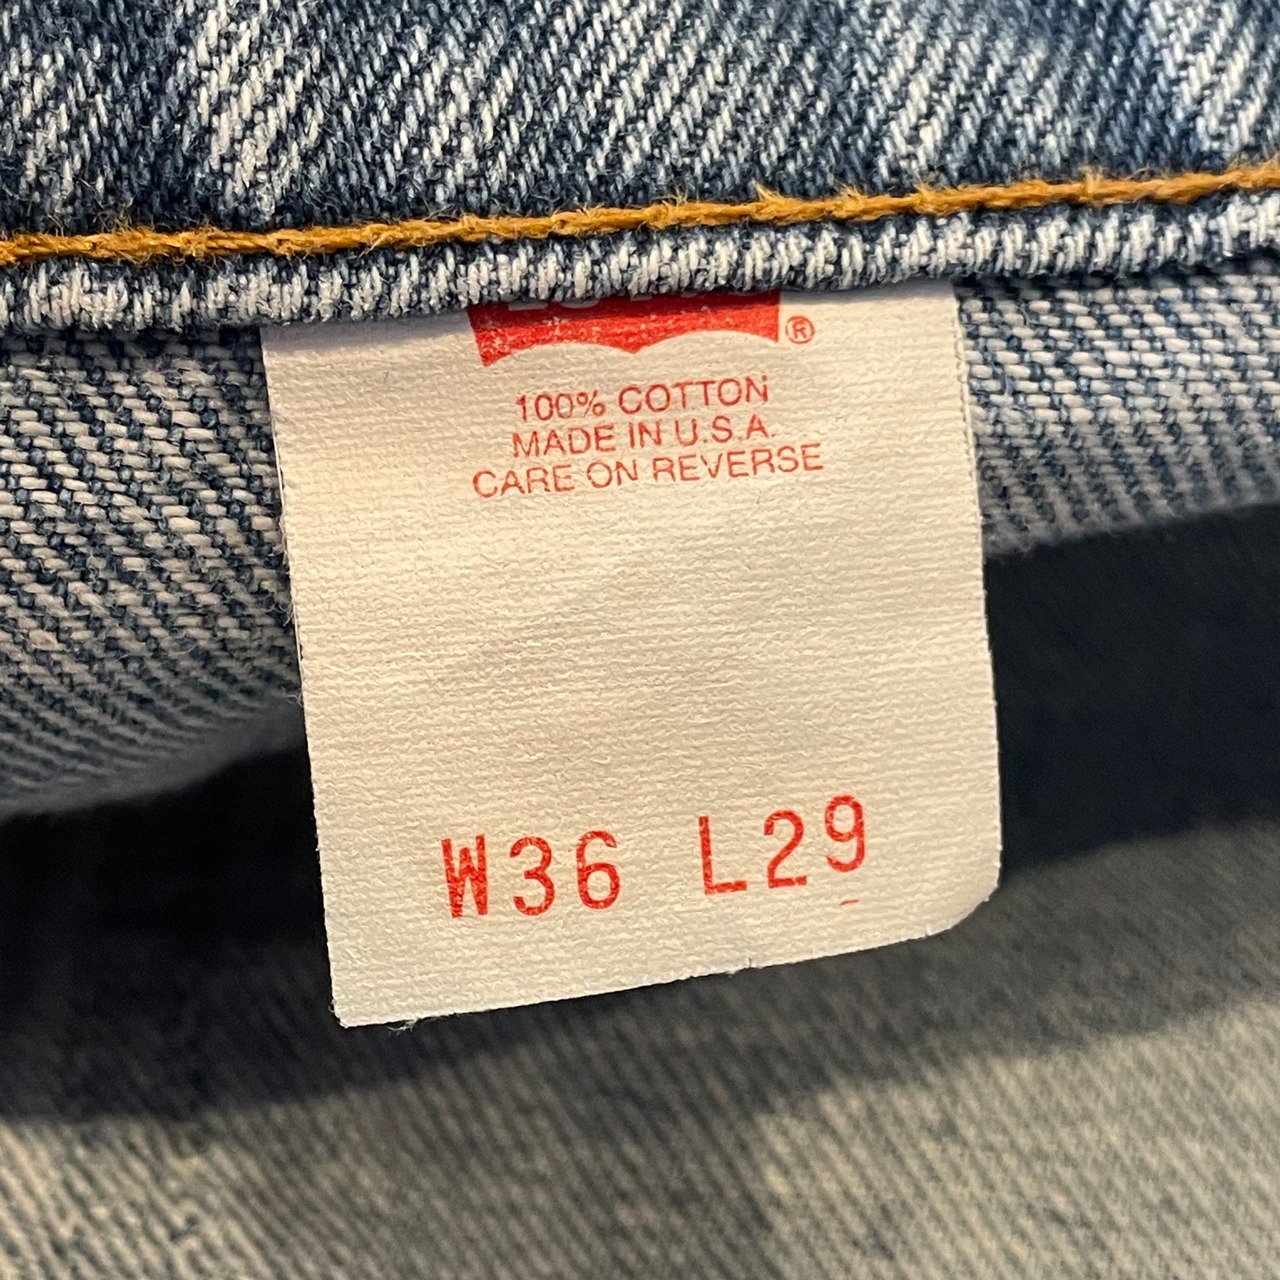 ®
100% COTTON
MADE IN U.S.A.
CARE ON REVERSE
W36 L29